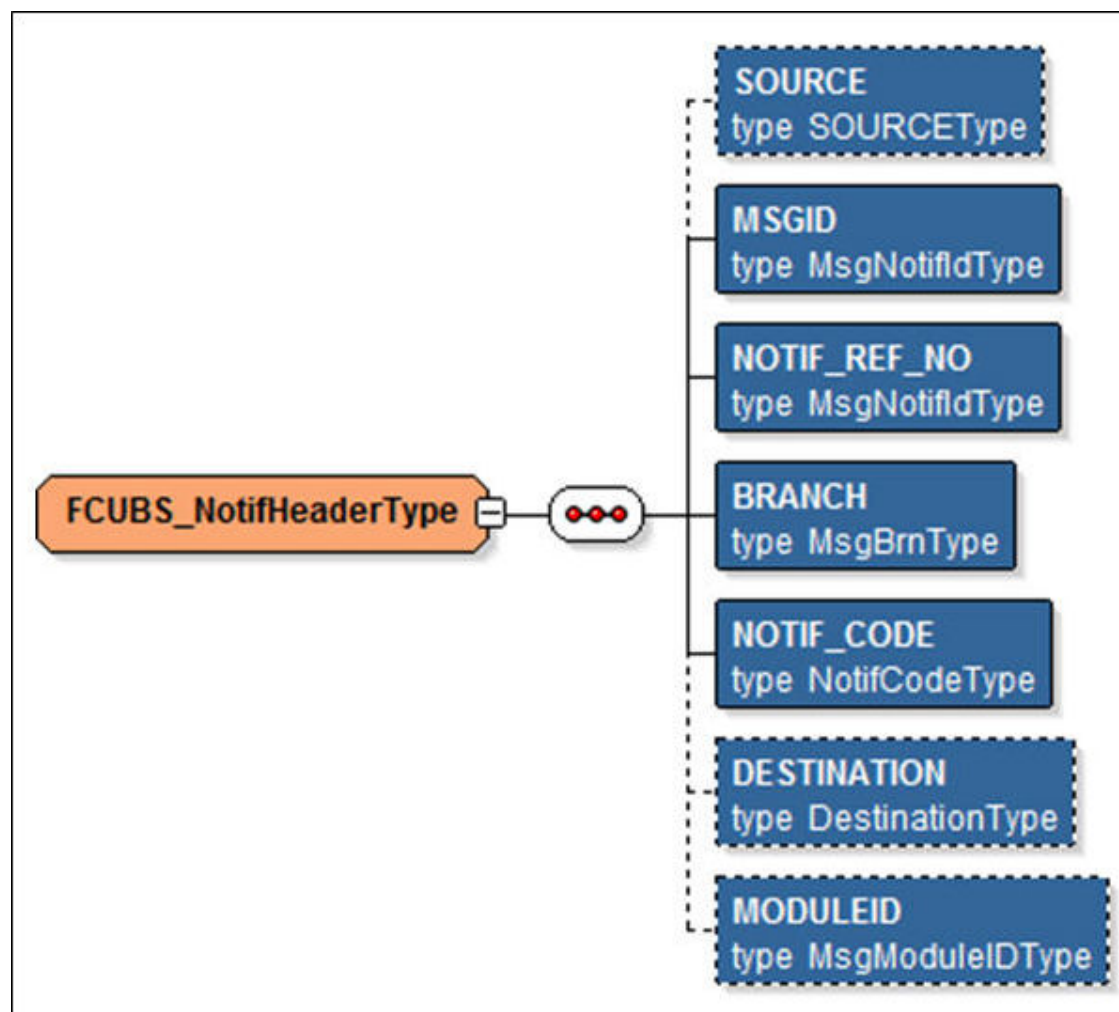 SOURCE
type SOURCEType
MSGID
type MsgNotifIdType
NOTIF_REF_NO
type MsgNotifIdType
FCUBS_NotifHeaderType
BRANCH
type MsgBrnType
NOTIF_CODE
type NotifCodeType
DESTINATION
type DestinationType
MODULEID
type MsgModuleIDType